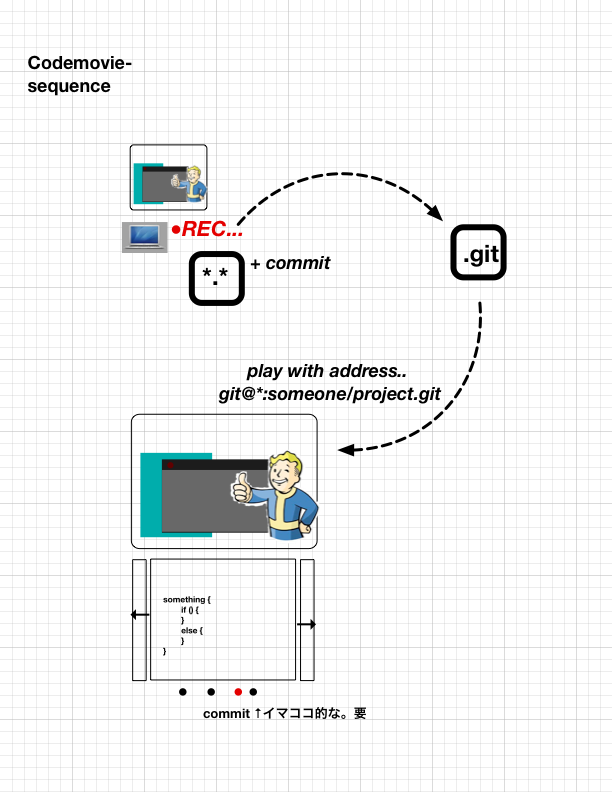 Codemovie-
sequence
●REC...
*.*
+ commit
.git
play with address..
git@*:someone/project.git
something {
if () {
}
else {
}
}
commit ↑イマココ的な。要